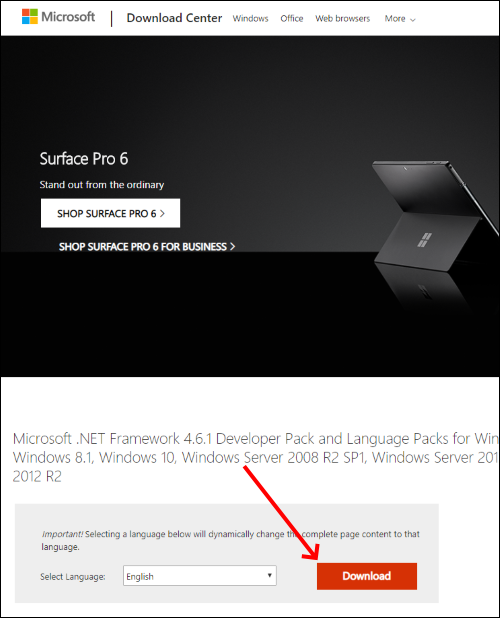 Microsoft
Download Center
Windows
Office
Web browsers
More
Surface Pro 6
Stand out from the ordinary
SHOP SURFACE PRO 6 >
SHOP SURFACE PRO 6 FOR BUSINESS >
Microsoft .NET Framework 4.6.1 Developer Pack and Language Packs for Win
Windows 8.1, Windows 10, Windows Server 2008 R2 SP1, Windows Server 201
2012 R2
Important! Selecting a language below will dynamically change the complete page content to that
language.
Select Language:
English
Download